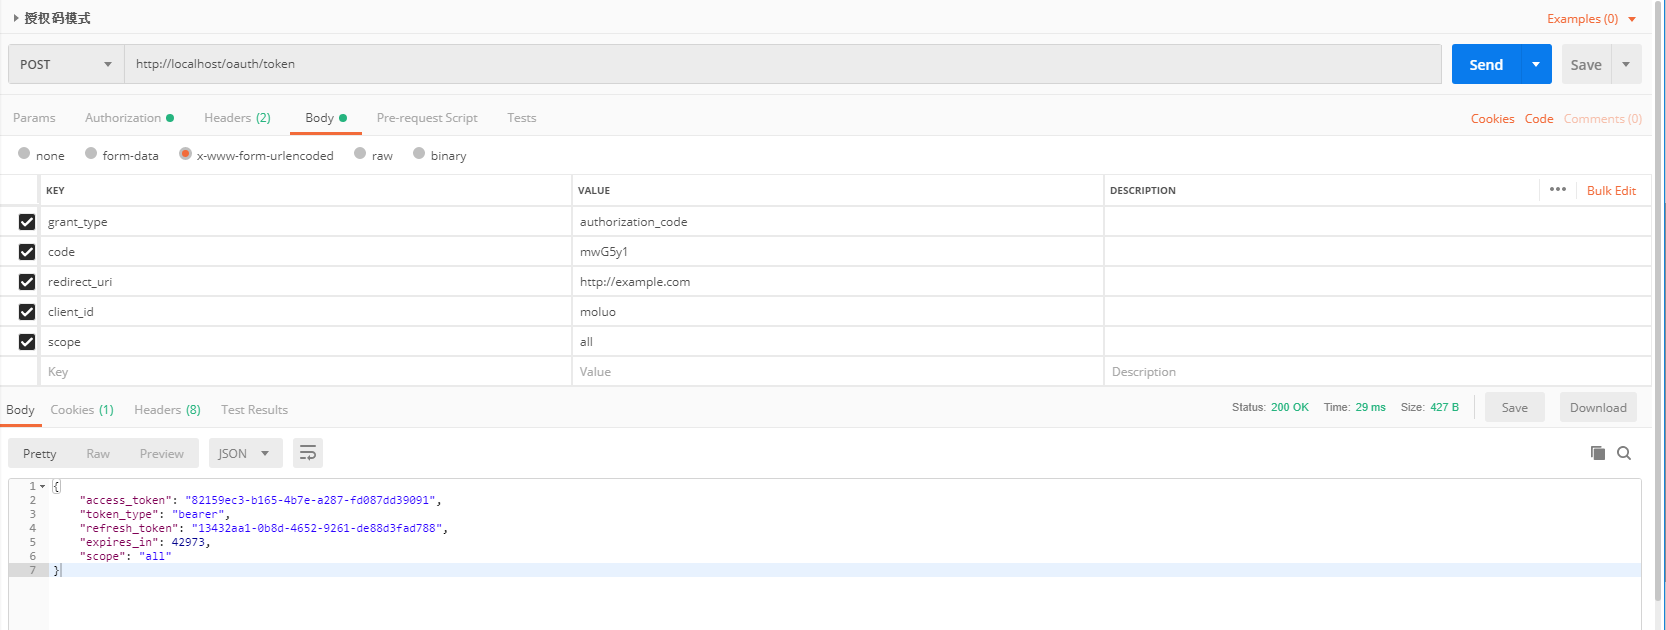 授权码模式
Examples (0)
POST http://localhost/oauth/token Send Save
Params Authorization Headers (2) Body Pre-request Script Tests Cookies Code Comments (0)
none form-data x-www-form-urlencoded raw binary
KEY VALUE DESCRIPTION ••• Bulk Edit
grant_type authorization_code
code mwG5y1
redirect_uri http://example.com
client_id moluo
scope all
Key Value Description
Body Cookies (1) Headers (8) Test Results Status: 200 OK Time: 29 ms Size: 427 B Save Download
Pretty Raw Preview JSON
1 {
2 "access_token": "82159ec3-b165-4b7e-a287-fd087dd39091",
3 "token_type": "bearer",
4 "refresh_token": "13432aa1-0b8d-4652-9261-de88d3fad788",
5 "expires_in": 42973,
6 "scope": "all"
7 }